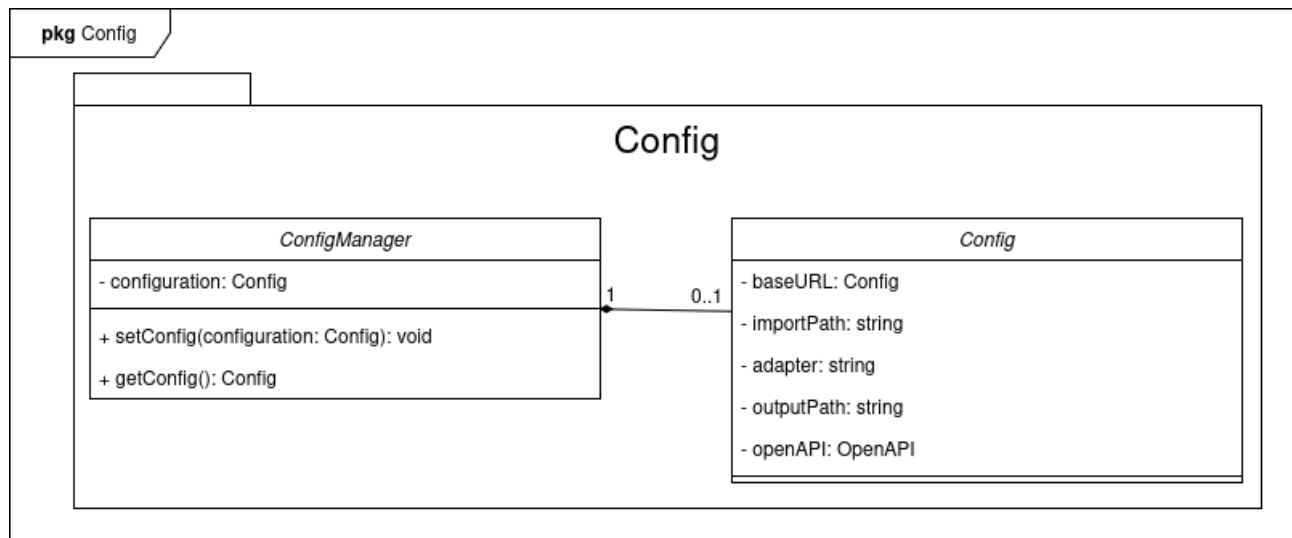 pkg Config
Config
ConfigManager
- configuration: Config
+ setConfig(configuration: Config): void
+ getConfig(): Config
1
0..1
Config
- baseURL: Config
- importPath: string
- adapter: string
- outputPath: string
- openAPI: OpenAPI